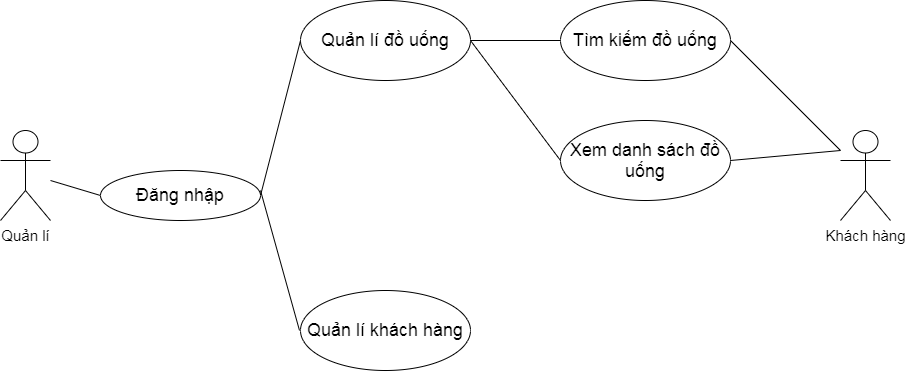 Quản lí đồ uống
Tìm kiếm đồ uống
Xem danh sách đồ
uống
Đăng nhập
Quản lí
Khách hàng
Quản lí khách hàng